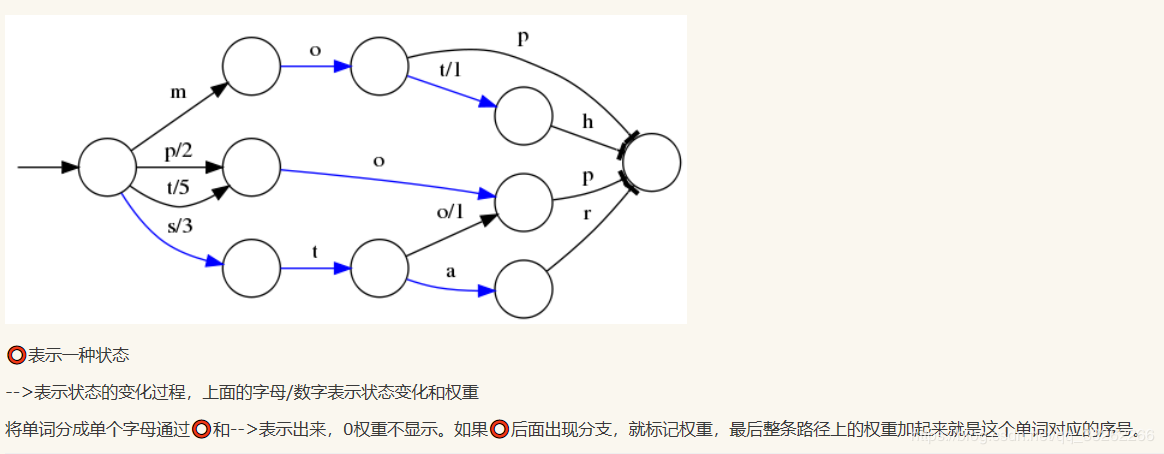 p
o
t/1
m
h
p/2
o
t/5
p
o/1
r
s/3
t
a
⭕表示一种状态
-->表示状态的变化过程，上面的字母/数字表示状态变化和权重
将单词分成单个字母通过⭕和-->表示出来，0权重不显示。如果⭕后面出现分支，就标记权重，最后整条路径上的权重加起来就是这个单词对应的序号。